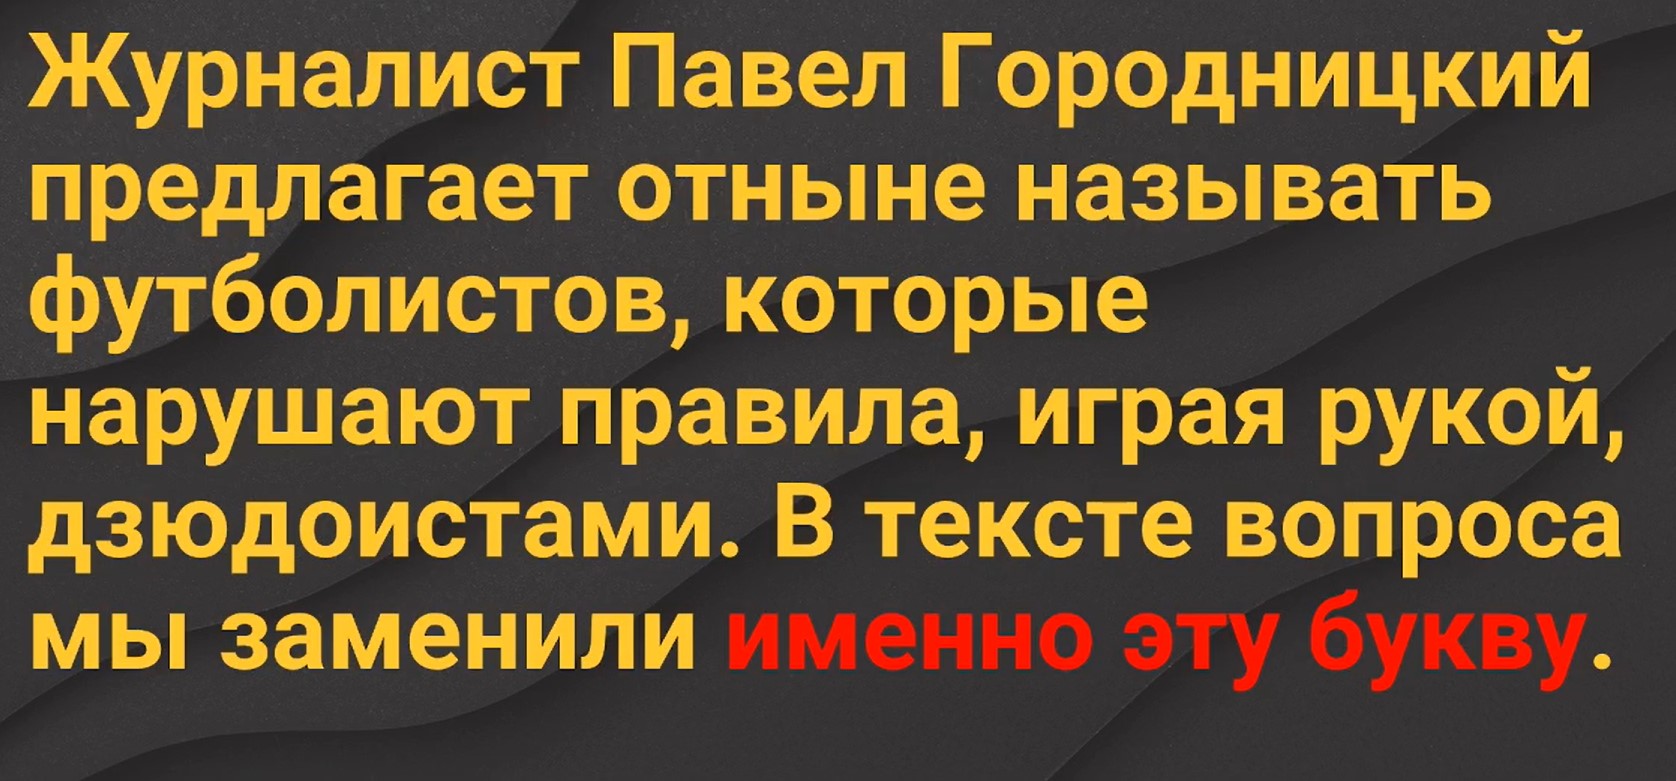 Журналист Павел Городницкий
предлагает отныне называть
футболистов, которые
нарушают правила, играя рукой,
дзюдоистами. В тексте вопроса
мы заменили именно эту букву.